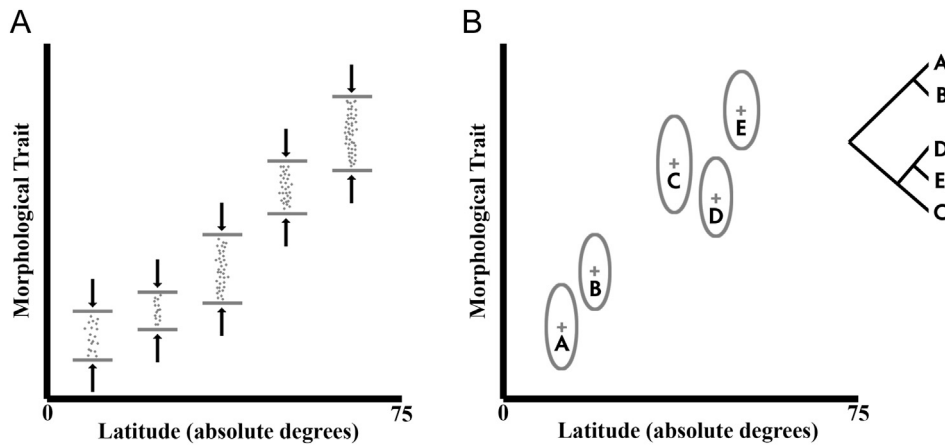 A
B
Morphological Trait
0
75
Latitude (absolute degrees)
Morphological Trait
E
C
D
B
A
0
75
Latitude (absolute degrees)
A
B
D
E
C